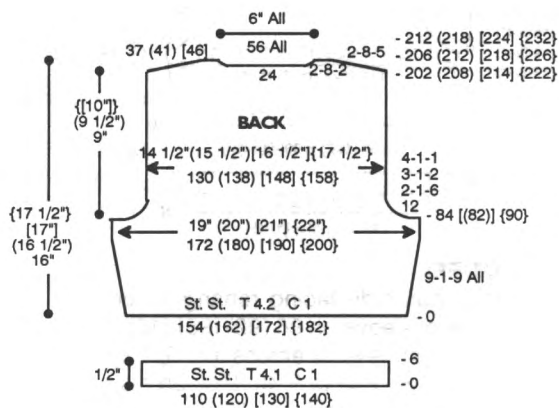 6" All
37 (41) [46]
56 All
2-8-5
- 212 (218) [224] {232}
24
2-8-2
- 206 (212) [218] {226}
- 202 (208) [214] {222}
{[10"]}
(9 1/2")
9"
BACK
14 1/2"(15 1/2")[16 1/2"]{17 1/2"}
130 (138) [148] {158}
4-1-1
3-1-2
2-1-6
12
- 84 [(82)] {90}
{17 1/2"}
[17"]
(16 1/2")
16"
19" (20") [21"] {22"}
172 (180) [190] {200}
9-1-9 All
St. St. T 4.2 C 1
- 0
154 (162) [172] {182}
1/2"
St. St. T 4.1 C 1
- 6
- 0
110 (120) [130] {140}